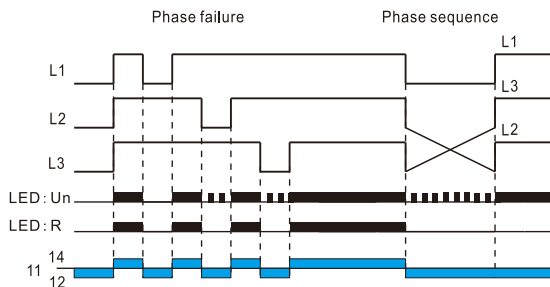 Phase failure
Phase sequence
L1
L1
L3
L2
L2
L3
LED: Un
LED: R
14
11
12